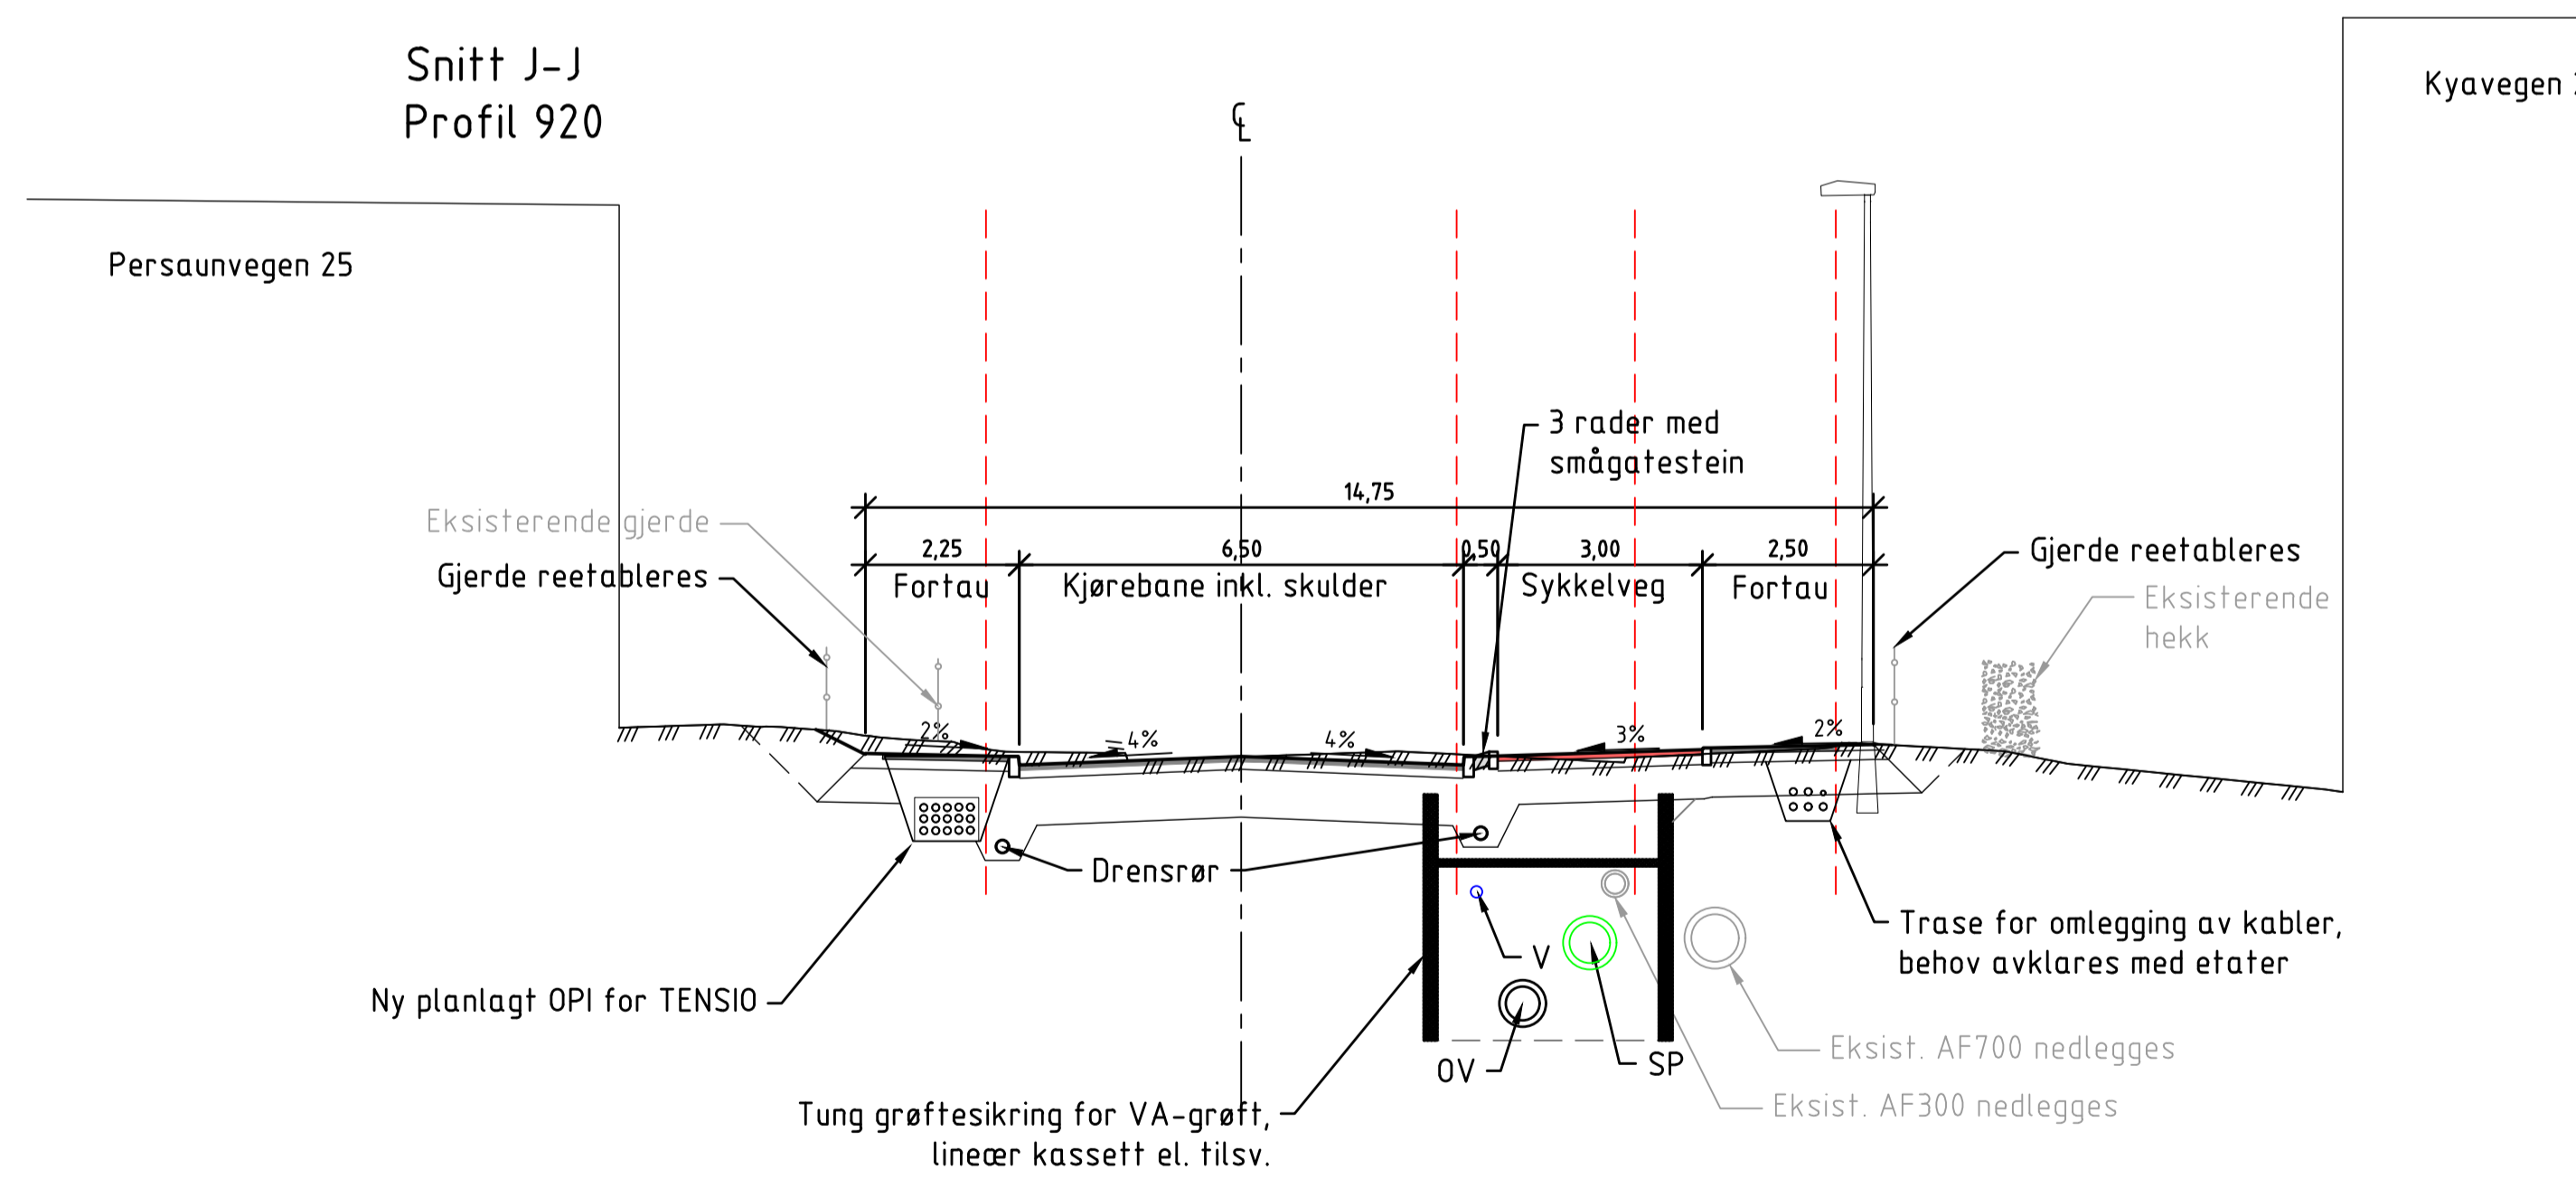 Snitt J-J
Profil 920
℄
Kyavegen
Persaunvegen 25
3 rader med
smågatestein
14,75
Eksisterende gjerde
Gjerde reetableres
2,25
6,50
0,50
3,00
2,50
Fortau
Kjørebane inkl. skulder
Sykkelveg
Fortau
Gjerde reetableres
Eksisterende
hekk
2%
4%
4%
3%
2%
Drensrør
Ny planlagt OPI for TENSIO
V
OV
SP
Trase for omlegging av kabler,
behov avklares med etater
Eksist. AF700 nedlegges
Eksist. AF300 nedlegges
Tung grøftesikring for VA-grøft,
lineær kassett el. tilsv.